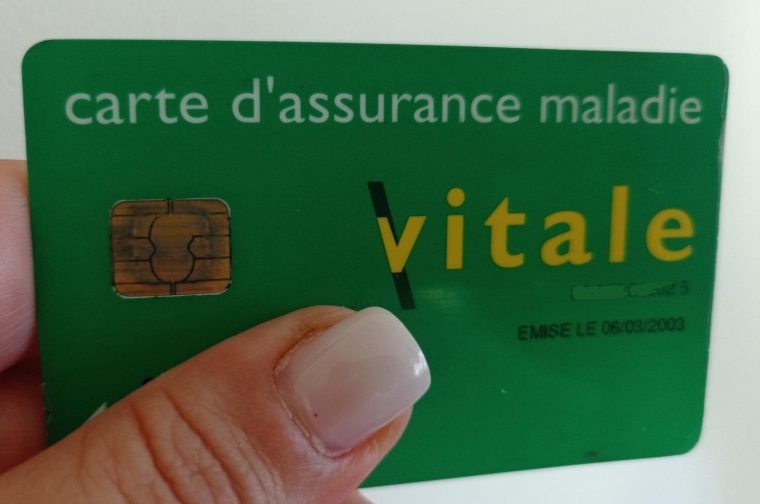 carte d'assurance maladie
vitale
EMISE LE 06/03/2003